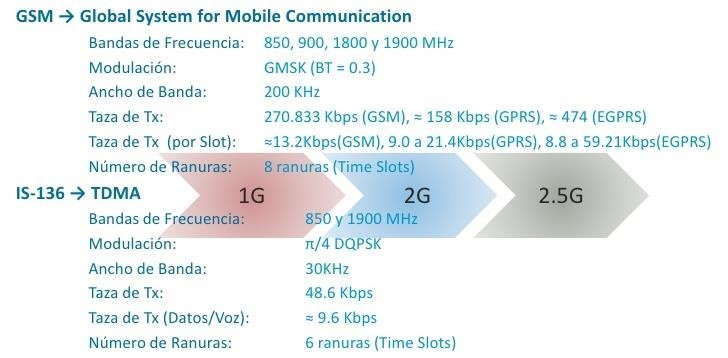 GSM → Global System for Mobile Communication
Bandas de Frecuencia: 850, 900, 1800 y 1900 MHz
Modulación: GMSK (BT = 0.3)
Ancho de Banda: 200 KHz
Taza de Tx: 270.833 Kbps (GSM), ≈ 158 Kbps (GPRS), ≈ 474 (EGPRS)
Taza de Tx (por Slot): ≈13.2Kbps(GSM), 9.0 a 21.4Kbps(GPRS), 8.8 a 59.21Kbps(EGPRS)
Número de Ranuras: 8 ranuras (Time Slots)
IS-136 → TDMA
1G 2G 2.5G
Bandas de Frecuencia: 850 y 1900 MHz
Modulación: π/4 DQPSK
Ancho de Banda: 30KHz
Taza de Tx: 48.6 Kbps
Taza de Tx (Datos/Voz): ≈ 9.6 Kbps
Número de Ranuras: 6 ranuras (Time Slots)